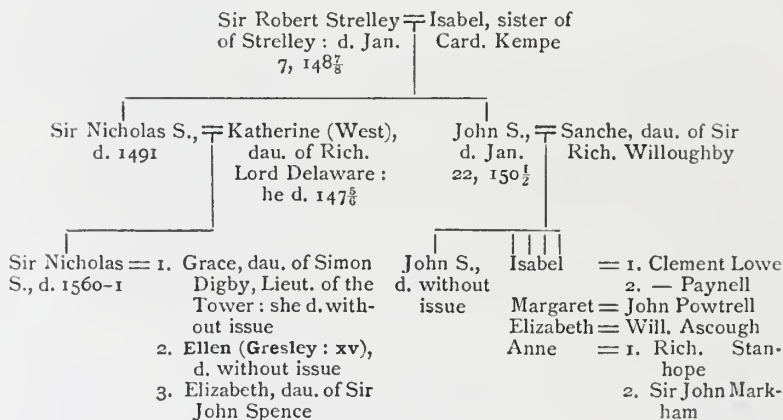 Sir Robert Strelley = Isabel, sister of
of Strelley : d. Jan. Card. Kempe
7, 148⅞
Sir Nicholas S., = Katherine (West), John S., = Sanche, dau. of Sir
d. 1491 dau. of Rich. d. Jan. Rich. Willoughby
Lord Delaware : 22, 150½
he d. 147⅚
Sir Nicholas = 1. Grace, dau. of Simon John S., Isabel = 1. Clement Lowe
S., d. 1560-1 Digby, Lieut. of the d. without 2. — Paynell
Tower : she d. with- issue Margaret = John Powtrell
out issue Elizabeth = Will. Ascough
2. Ellen (Gresley : xv), Anne = 1. Rich. Stan-
d. without issue hope
3. Elizabeth, dau. of Sir 2. Sir John Mark-
John Spence ham